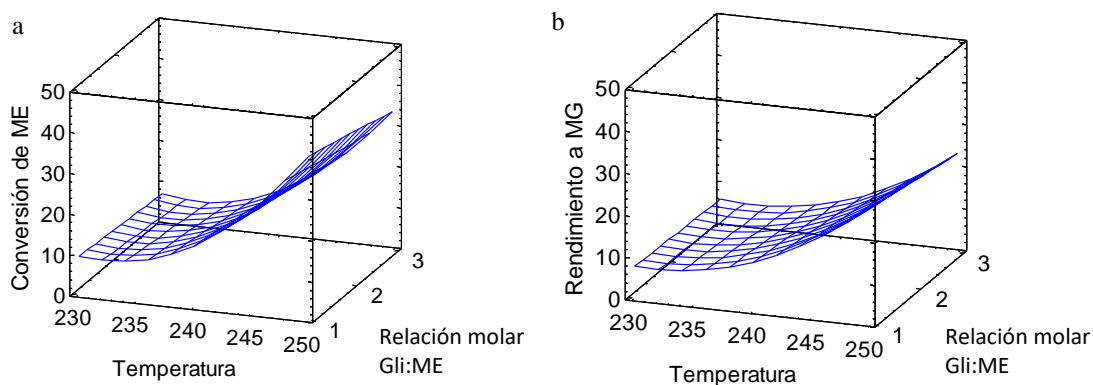 a
Conversión de ME
50
40
30
20
10
0
230
235
240
245
250
1
2
3
Temperatura
Relación molar
Gli:ME
b
Rendimiento a MG
50
40
30
20
10
0
230
235
240
245
250
1
2
3
Temperatura
Relación molar
Gli:ME